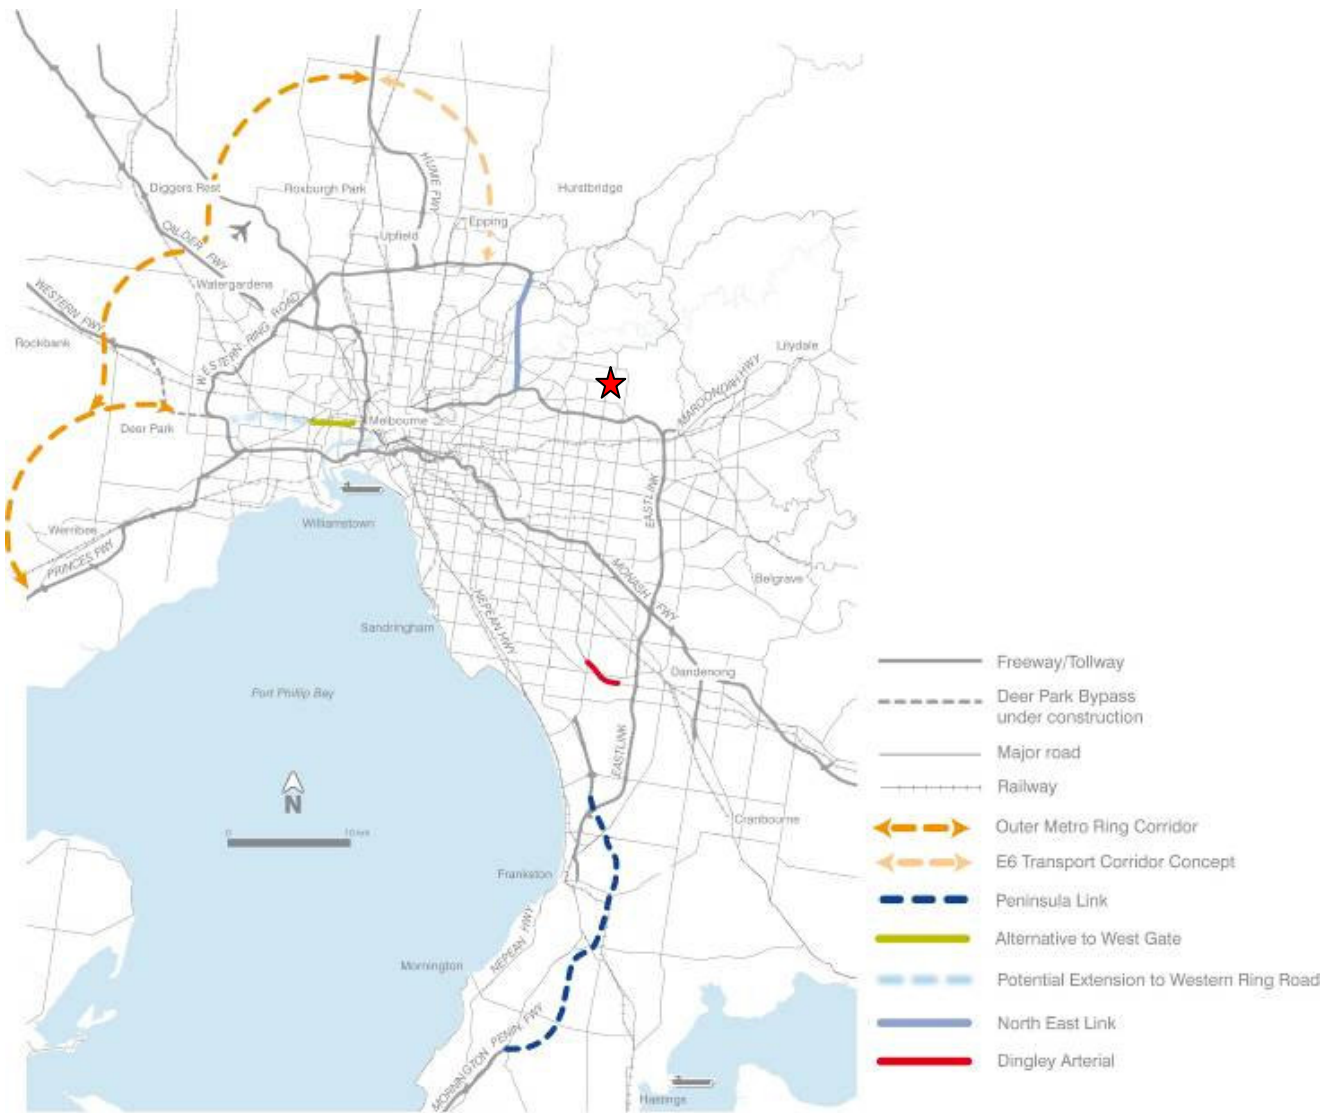 Diggers Rest
Roxburgh Park
HUME FWY
Hurstbridge
Epping
Upfield
CALDER FWY
Watergardens
WESTERN FWY
WESTERN RING ROAD
Rockbank
Lilydale
MAROONDAH HWY
Deer Park
Melbourne
EASTLINK
Williamstown
Werribee
PRINCES FWY
MONASH FWY
Belgrave
NEPEAN HWY
Sandringham
Dandenong
Port Phillip Bay
EASTLINK
N
0
Cranbourne
Frankston
NEPEAN HWY
Mornington
MORNINGTON PENIN FWY
Hastings
Freeway/Tollway
Deer Park Bypass
under construction
Major road
Railway
Outer Metro Ring Corridor
E6 Transport Corridor Concept
Peninsula Link
Alternative to West Gate
Potential Extension to Western Ring Road
North East Link
Dingley Arterial